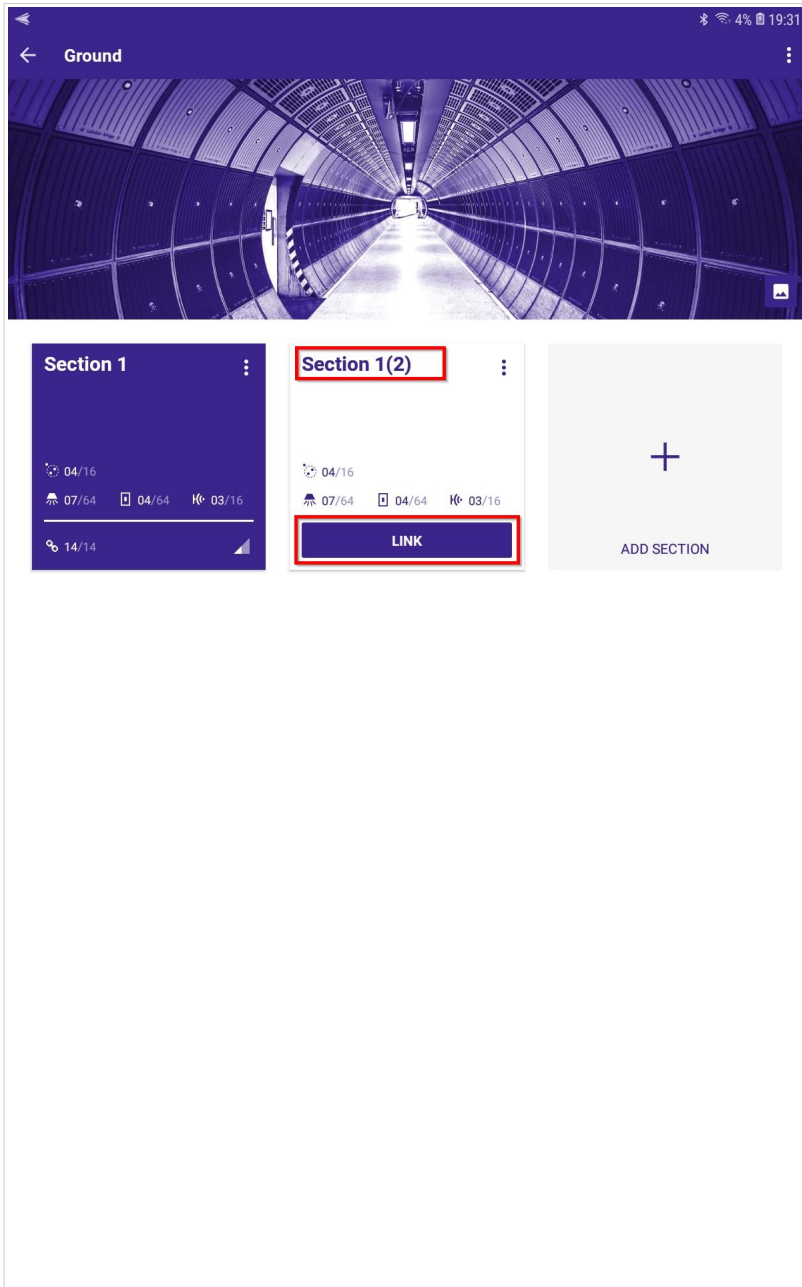 4% 19:31
Ground
Section 1
04/16
07/64 04/64 03/16
14/14
Section 1(2)
04/16
07/64 04/64 03/16
LINK
ADD SECTION